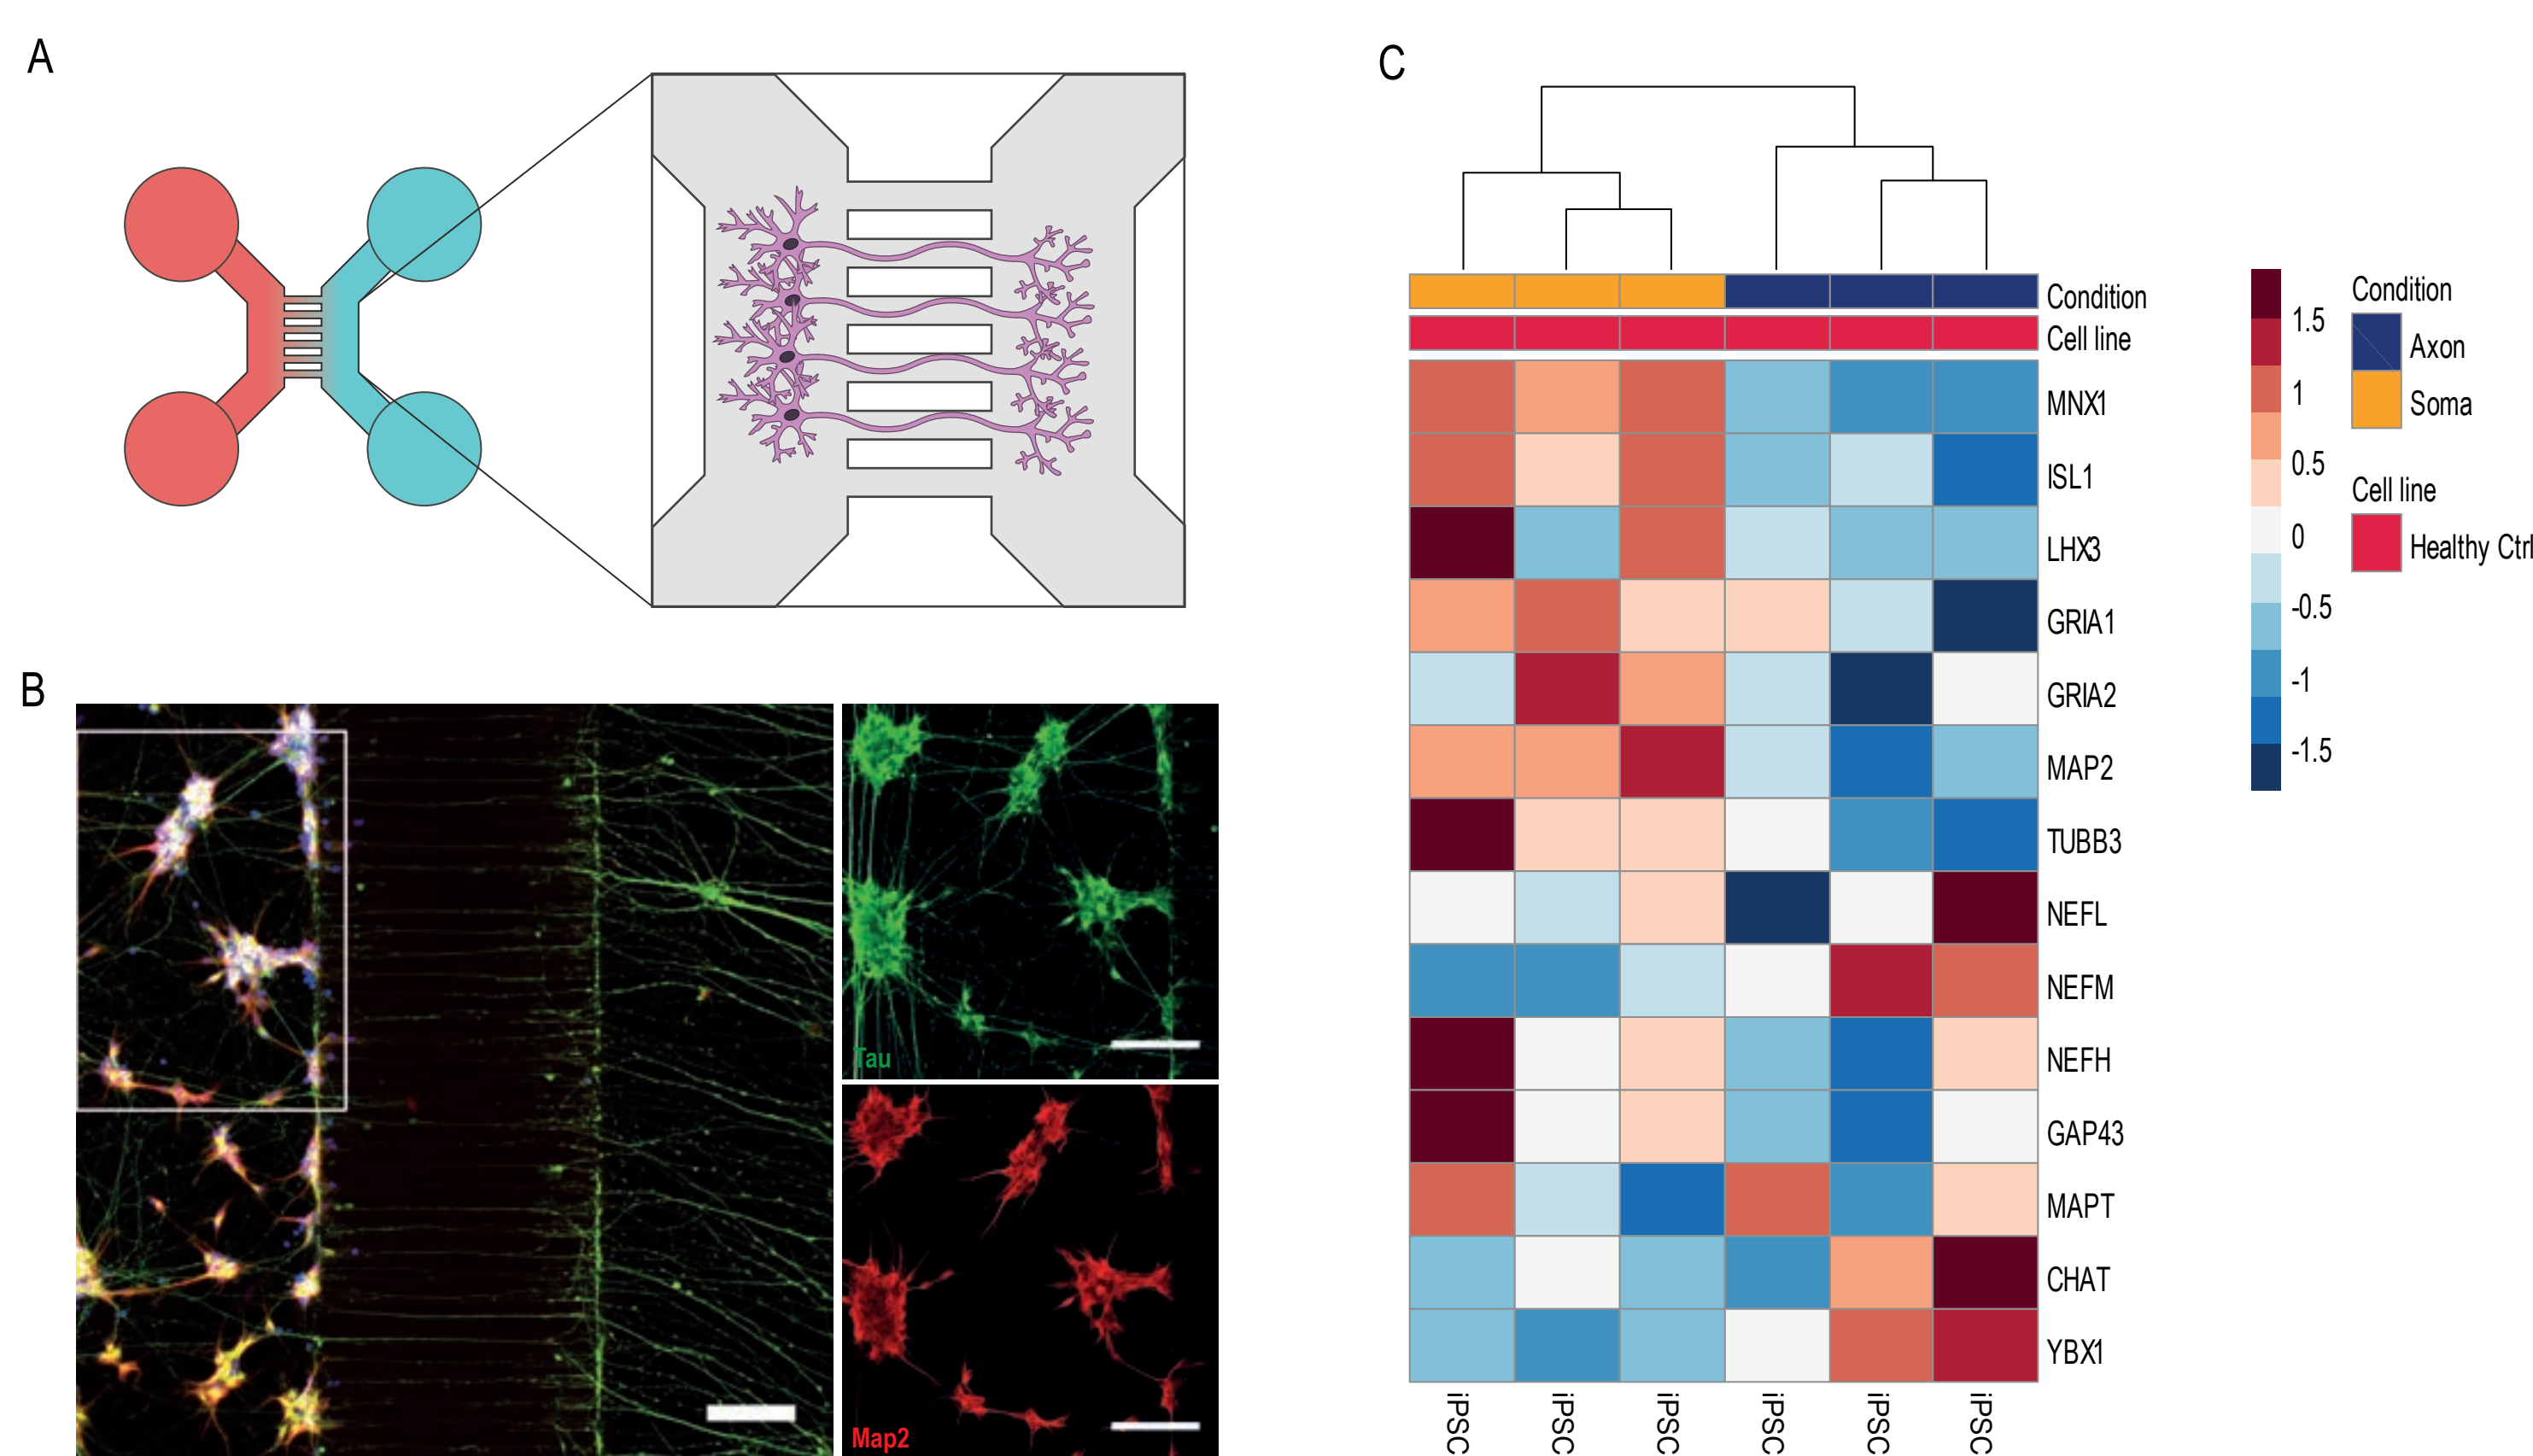 A
B
Tau
Map2
C
Condition
Cell line
MNX1
ISL1
LHX3
GRIA1
GRIA2
MAP2
TUBB3
NEFL
NEFM
NEFH
GAP43
MAPT
CHAT
YBX1
iPSC
iPSC
iPSC
iPSC
iPSC
iPSC
1.5
1
0.5
0
-0.5
-1
-1.5
Condition
Axon
Soma
Cell line
Healthy Ctrl